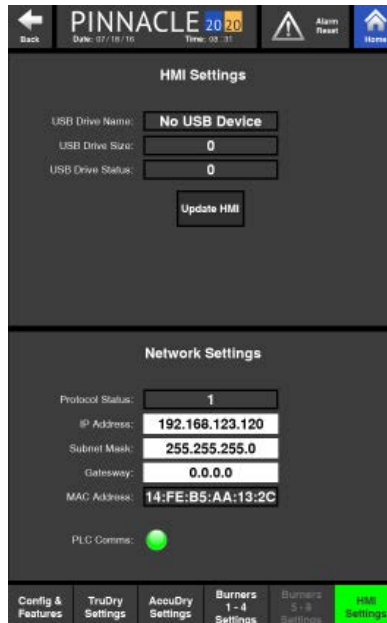 PINNACLE 20 20
Back
Date: 07/18/16
Time: 08:31
Alarm
Reset
Home
HMI Settings
USB Drive Name: No USB Device
USB Drive Size: 0
USB Drive Status: 0
Update HMI
Network Settings
Protocol Status: 1
IP Address: 192.168.123.120
Subnet Mask: 255.255.255.0
Gatesway: 0.0.0.0
MAC Address: 14:FE:B5:AA:13:2C
PLC Comms:
Config &
Features
TruDry
Settings
AccuDry
Settings
Burners
1 - 4
Settings
Burners
5 - 8
Settings
HMI
Settings